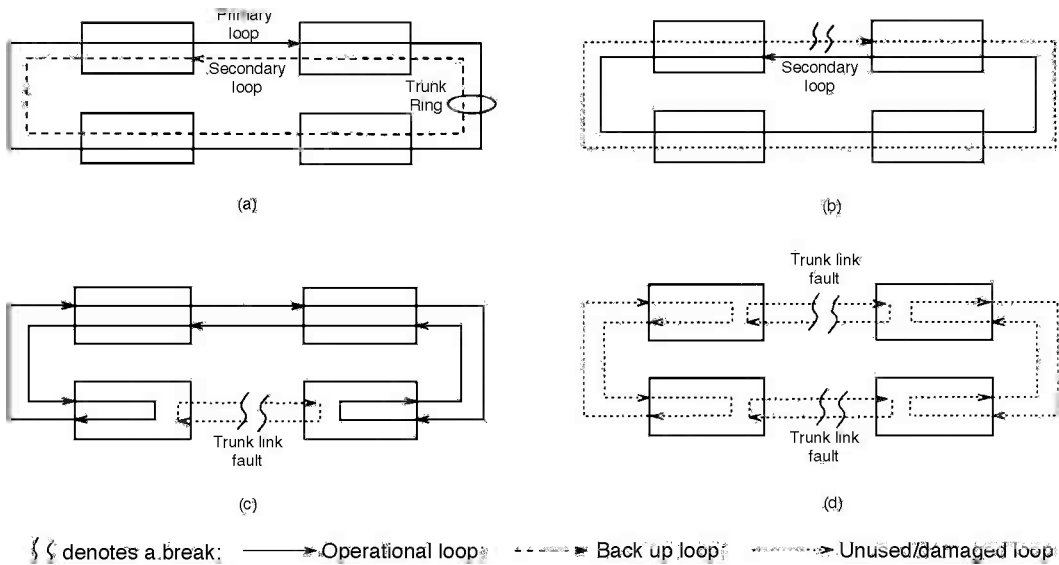 Primary
loop
Secondary
loop
Trunk
Ring
(a)
Secondary
loop
(b)
Trunk link
fault
(c)
Trunk link
fault
Trunk link
fault
(d)
denotes a break: Operational loop Back up loop Unused/damaged loop